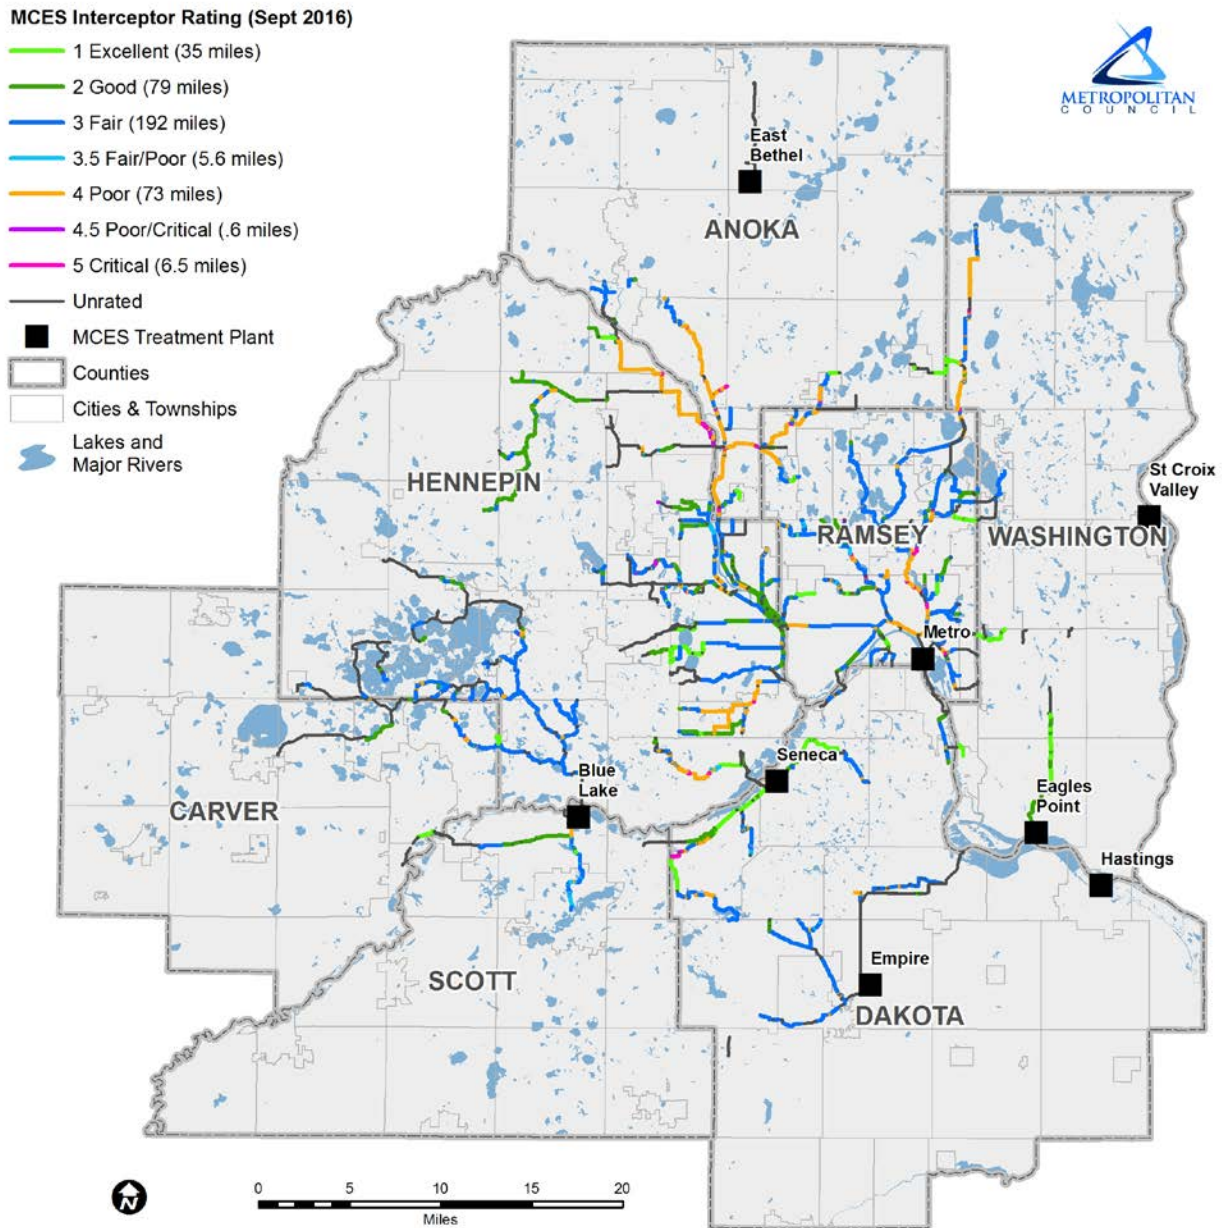 MCES Interceptor Rating (Sept 2016)
1 Excellent (35 miles)
2 Good (79 miles)
3 Fair (192 miles)
3.5 Fair/Poor (5.6 miles)
4 Poor (73 miles)
4.5 Poor/Critical (.6 miles)
5 Critical (6.5 miles)
Unrated
MCES Treatment Plant
Counties
Cities & Townships
Lakes and
Major Rivers
METROPOLITAN
COUNCIL
East
Bethel
ANOKA
HENNEPIN
St Croix
Valley
RAMSEY
WASHINGTON
Metro
Seneca
Blue
Lake
Eagles
Point
CARVER
Hastings
Empire
SCOTT
DAKOTA
N
0 5 10 15 20
Miles